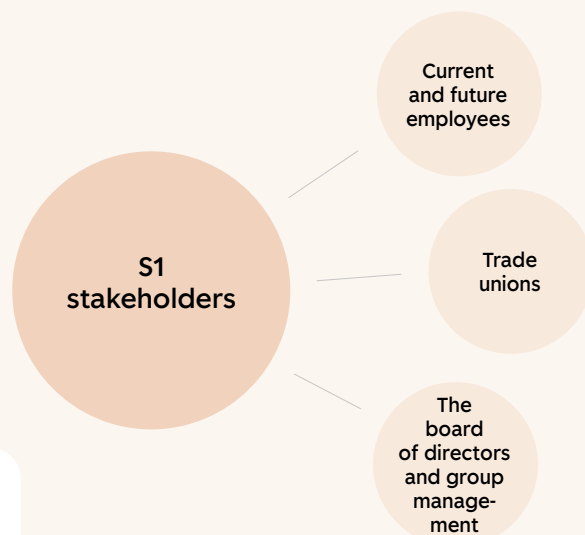 Current
and future
employees
S1
stakeholders
Trade
unions
The
board
of directors
and group
manage-
ment